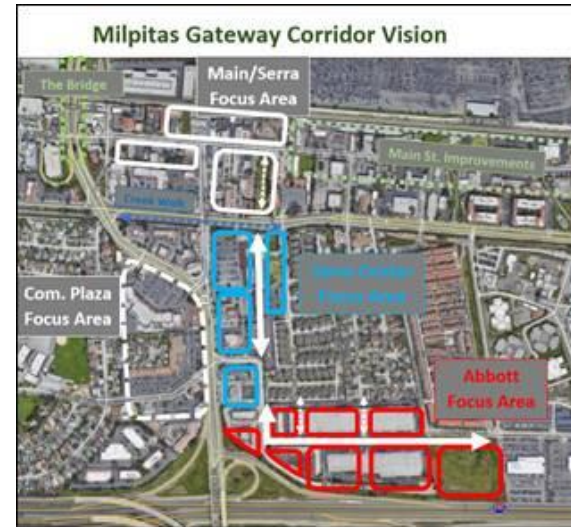 Milpitas Gateway Corridor Vision
The Bridge
Main/Serra
Focus Area
Main St. Improvements
Creek Walk
Com. Plaza
Focus Area
Center
Focus Area
Abbott
Focus Area